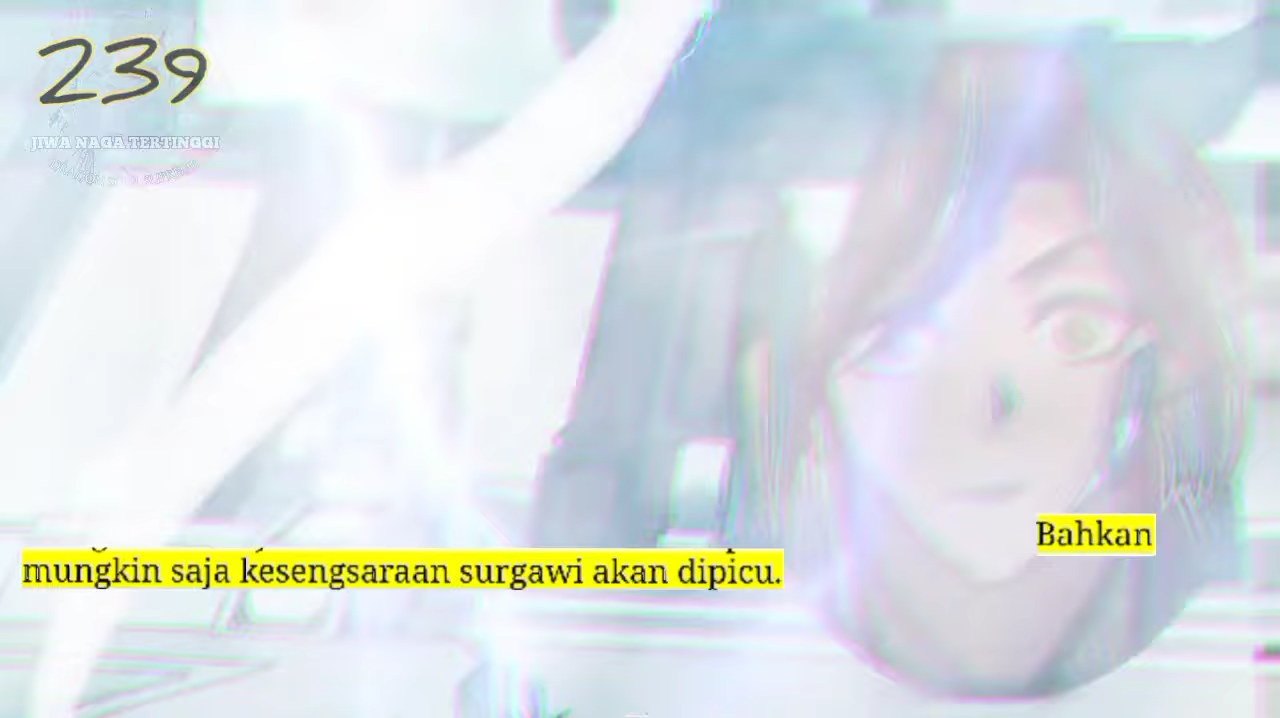 239
JIWA NAGA TERTINGGI
Bahkan
mungkin saja kesengsaraan surgawi akan dipicu.